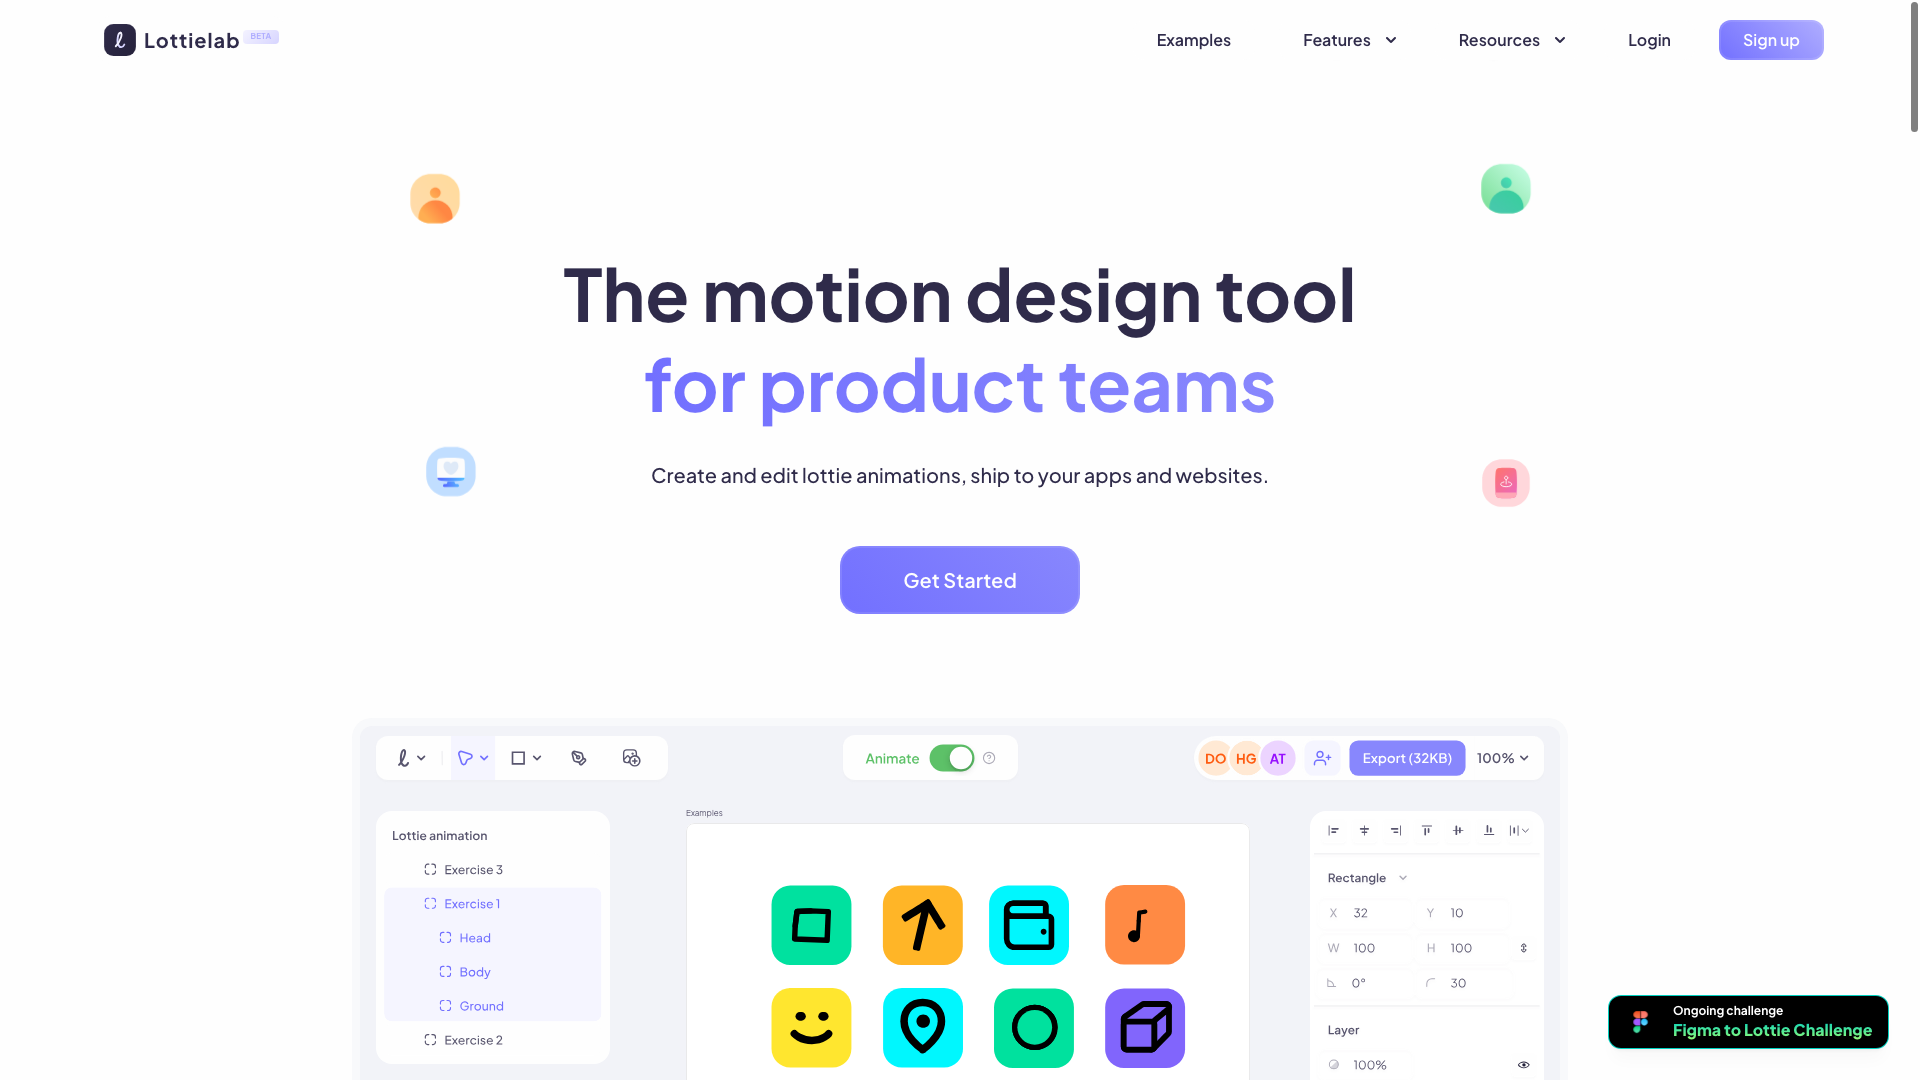 Lottielab BETA
Examples
Features
Resources
Login
Sign up
The motion design tool
for product teams
Create and edit lottie animations, ship to your apps and websites.
Get Started
Animate
DO HG AT
Export (32KB)
100%
Lottie animation
Exercise 3
Exercise 1
Head
Body
Ground
Exercise 2
Examples
Rectangle
X 32 Y 10
W 100 H 100
0° 30
Layer
100%
Ongoing challenge
Figma to Lottie Challenge